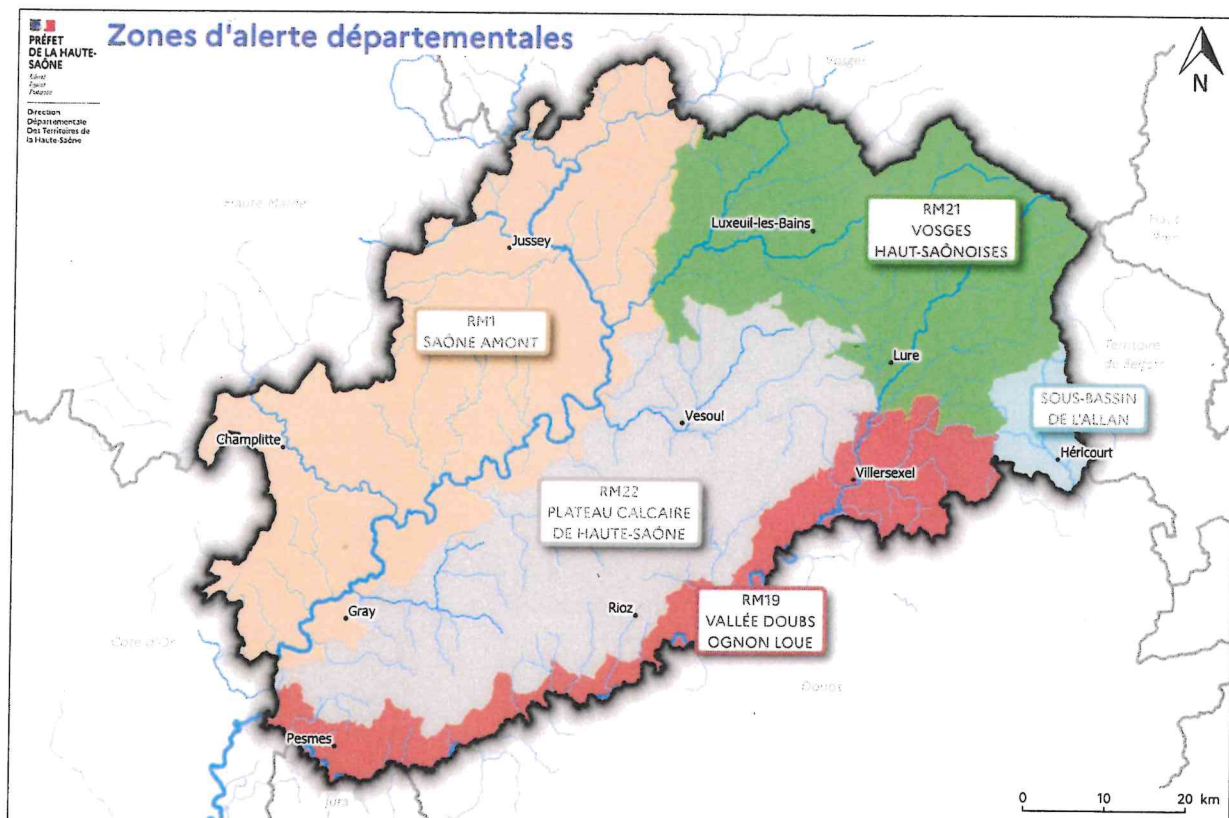 PRÉFET
DE LA HAUTE-
SAÔNE
Direction
Départementale
Des Territoires de
la Haute-Saône
Zones d'alerte départementales
N
Vosges
Haute Marne
Luxeuil-les-Bains
RM21
VOSGES
HAUT-SAÔNOISES
Jussey
RM1
SAÔNE AMONT
Lure
Territoire
de Belfort
SOUS-BASSIN
DE L'ALLAN
Vesoul
Champlitte
Héricourt
Villersexel
RM22
PLATEAU CALCAIRE
DE HAUTE-SAÔNE
Gray
Rioz
RM19
VALLÉE DOUBS
OGNON LOUE
Côte d'Or
Doubs
Pesmes
Jura
0 10 20 km